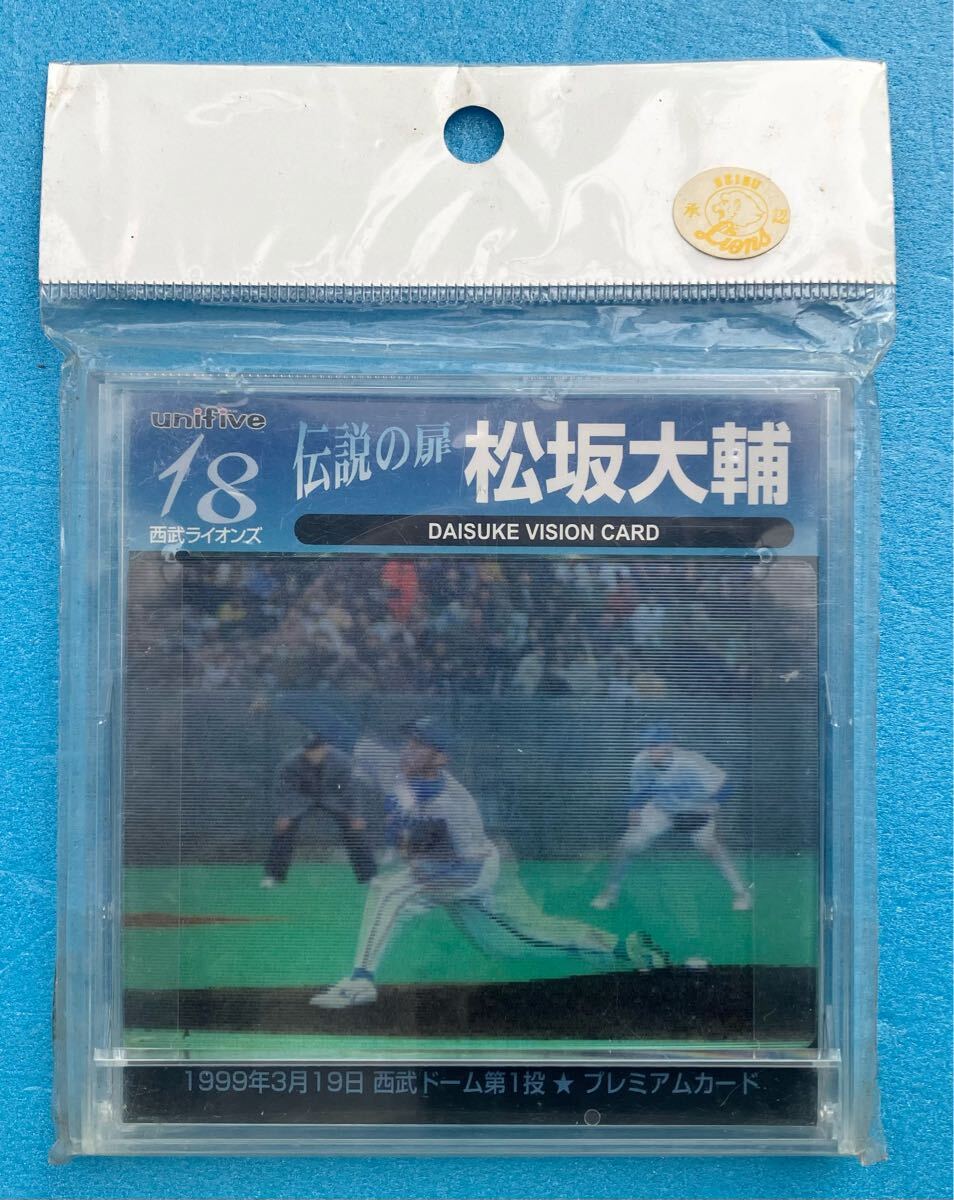 SEIBU
承 認
Lions
unifive
18
西武ライオンズ
伝説の扉 松坂大輔
DAISUKE VISION CARD
1999年3月19日 西武ドーム第1投 ★ プレミアムカード